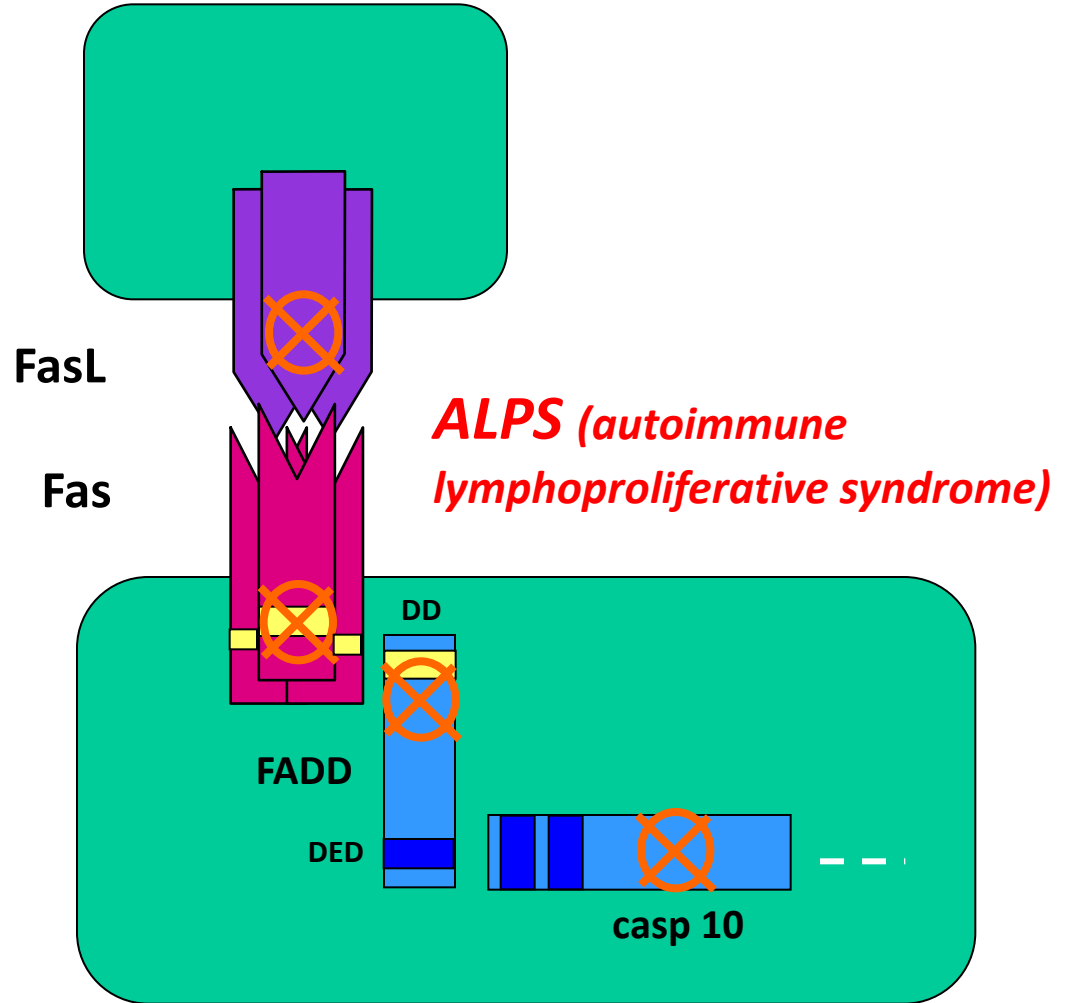 FasL
ALPS (autoimmune
lymphoproliferative syndrome)
Fas
DD
FADD
DED
casp 10